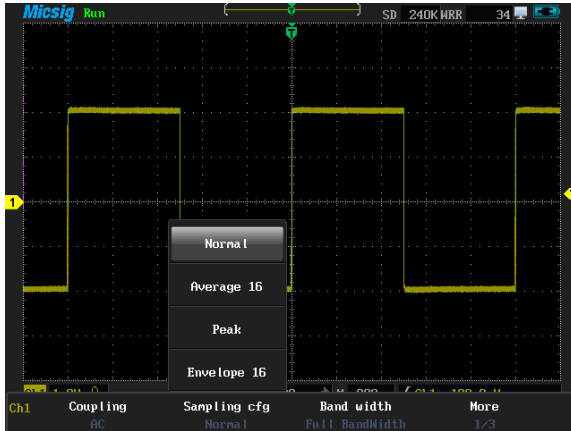 Micsig Run SD 240K WRR 34
T
1
Normal
Average 16
Peak
Envelope 16
Ch1 Coupling Sampling cfg Band width More
AC Normal Full BandWidth 1/3